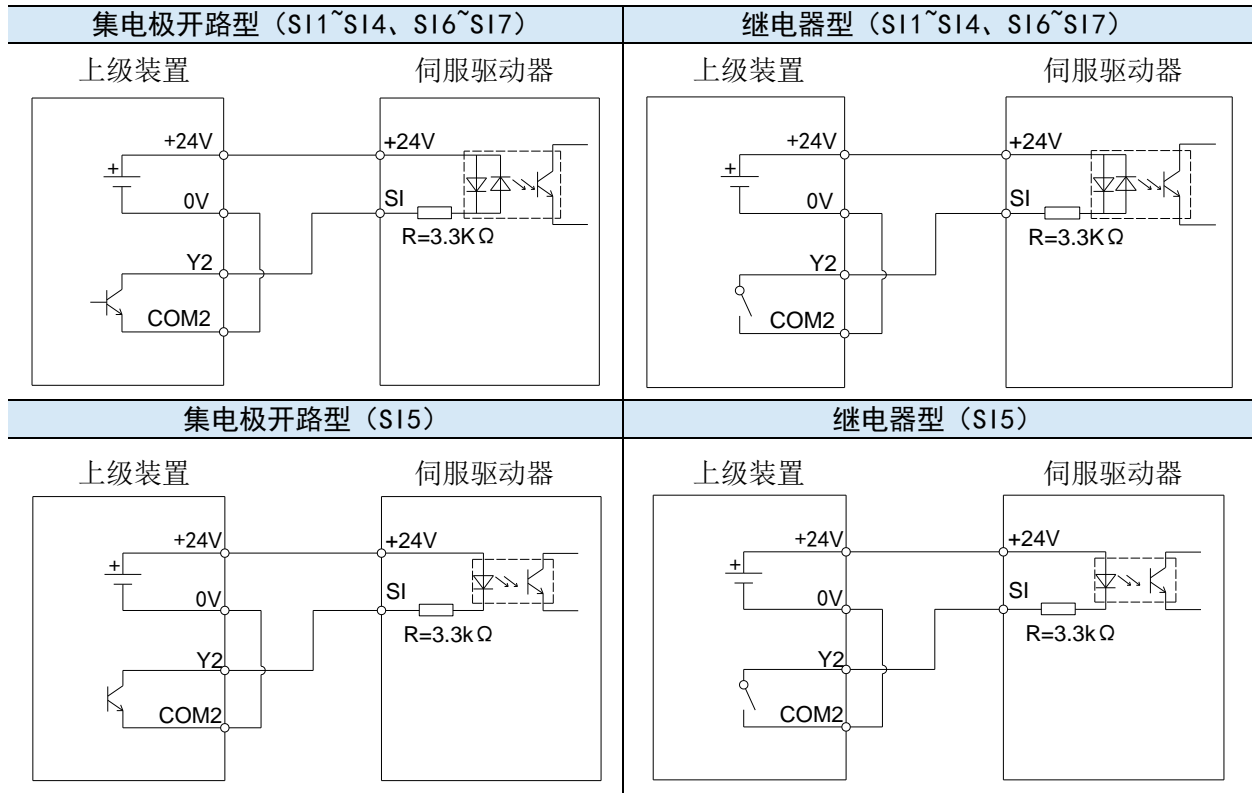 集电极开路型（SI1~SI4、SI6~SI7）
继电器型（SI1~SI4、SI6~SI7）
上级装置
伺服驱动器
+24V
+24V
+
0V
SI
R=3.3KΩ
Y2
COM2
上级装置
伺服驱动器
+24V
+24V
+
0V
SI
R=3.3KΩ
Y2
COM2
集电极开路型（SI5）
继电器型（SI5）
上级装置
伺服驱动器
+24V
+24V
+
0V
SI
R=3.3kΩ
Y2
COM2
上级装置
伺服驱动器
+24V
+24V
+
0V
SI
R=3.3kΩ
Y2
COM2